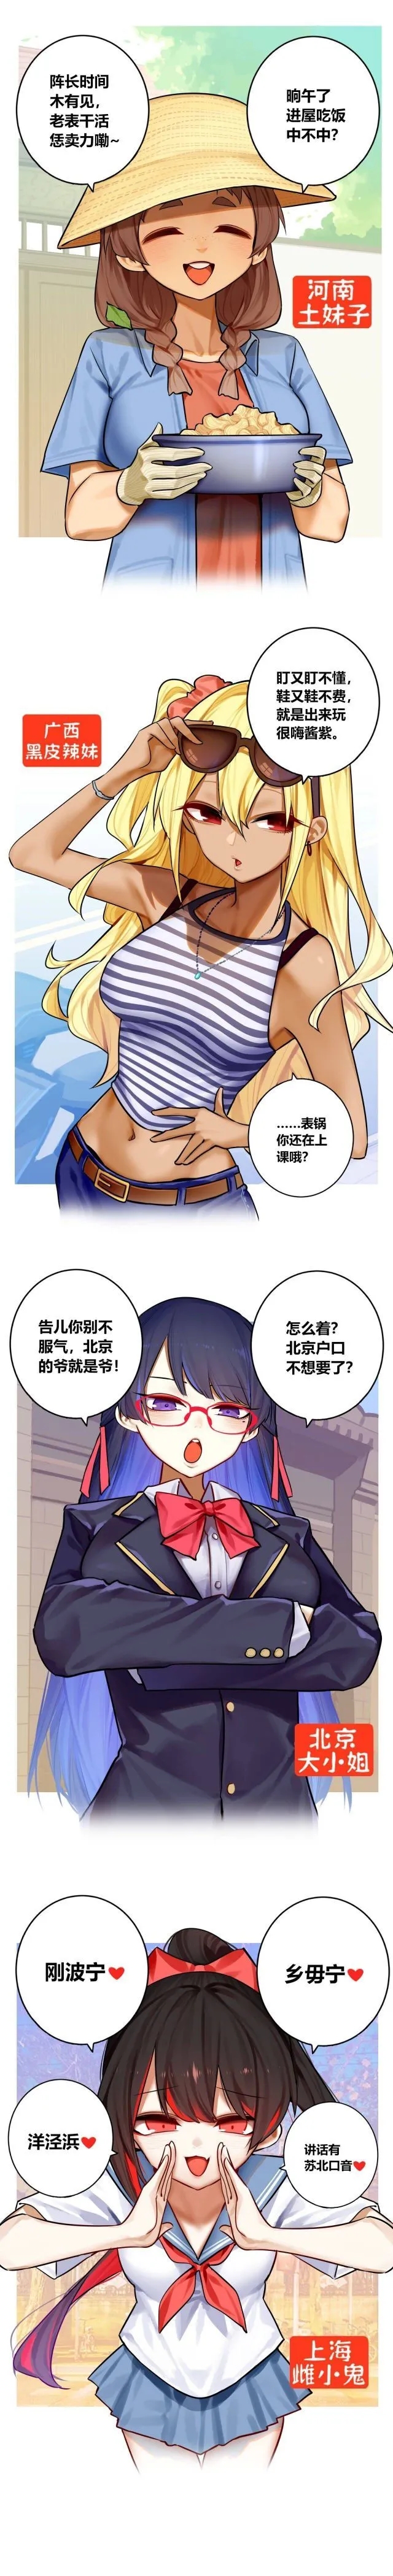 阵长时间
木有见，
老表干活
恁卖力嘞~
晌午了
进屋吃饭
中不中？
河南
土妹子
盯又盯不懂，
鞋又鞋不费，
就是出来玩
很嗨酱紫。
广西
黑皮辣妹
……表锅
你还在上
课哦？
告儿你别不
服气，北京
的爷就是爷！
怎么着？
北京户口
不想要了？
北京
大小姐
刚波宁♥
乡毋宁♥
洋泾浜♥
讲话有
苏北口音♥
上海
雌小鬼